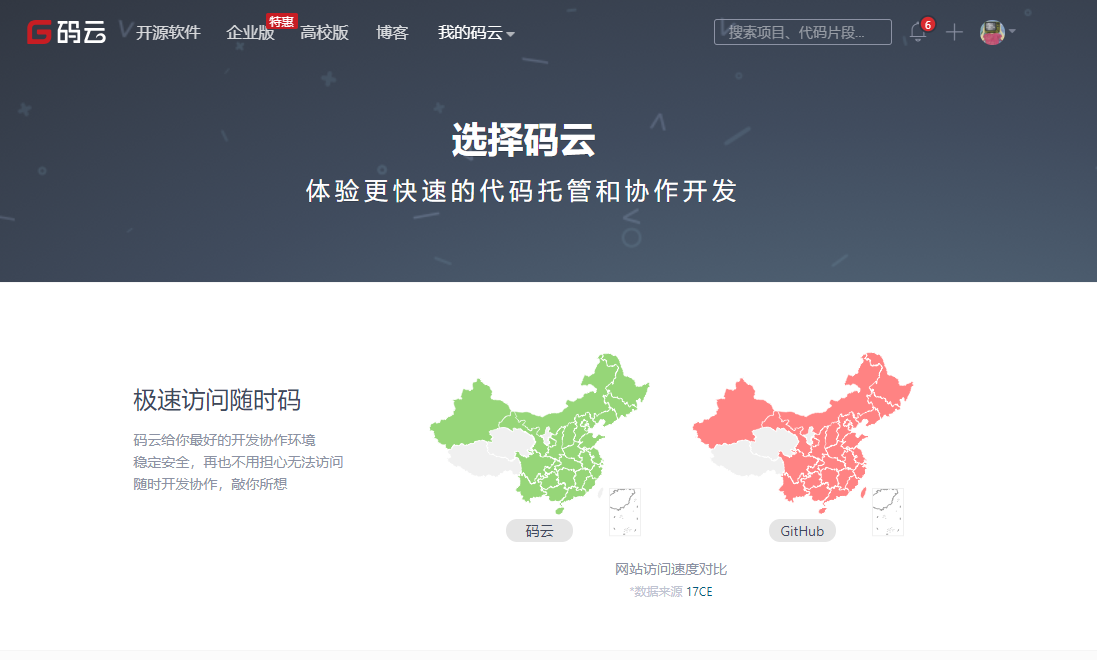 码云
开源软件
企业版
特惠
高校版
博客
我的码云
搜索项目、代码片段...
6
选择码云
体验更快速的代码托管和协作开发
极速访问随时码
码云给你最好的开发协作环境
稳定安全，再也不用担心无法访问
随时开发协作，敲你所想
码云
GitHub
网站访问速度对比
*数据来源 17CE